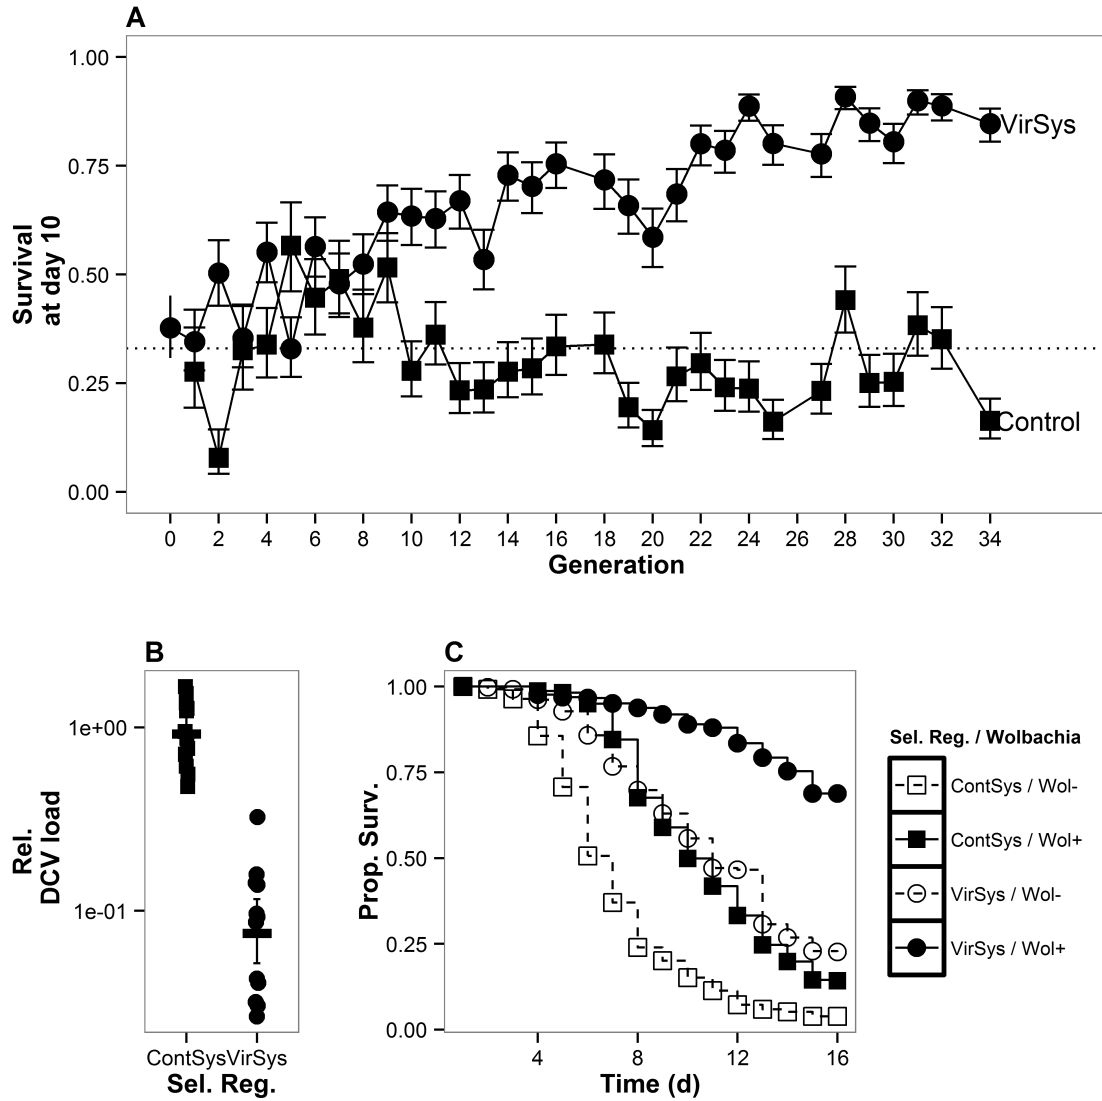 A
1.00
0.75
0.50
0.25
0.00
Survival
at day 10
VirSys
Control
0 2 4 6 8 10 12 14 16 18 20 22 24 26 28 30 32 34
Generation
B
1e+00
1e-01
Rel.
DCV load
ContSys VirSys
Sel. Reg.
C
1.00
0.75
0.50
0.25
0.00
Prop. Surv.
4 8 12 16
Time (d)
Sel. Reg. / Wolbachia
ContSys / Wol-
ContSys / Wol+
VirSys / Wol-
VirSys / Wol+